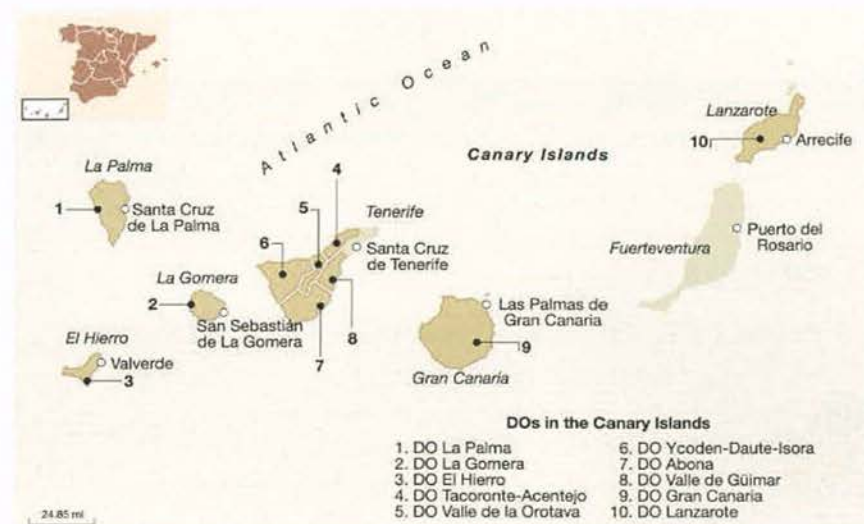 Atlantic Ocean
Canary Islands
Lanzarote
10
Arrecife
La Palma
1
Santa Cruz
de La Palma
4
5
Tenerife
6
Santa Cruz
de Tenerife
Fuerteventura
Puerto del
Rosario
La Gomera
2
San Sebastián
de La Gomera
8
7
Las Palmas de
Gran Canaria
9
Gran Canaria
El Hierro
Valverde
3
DOs in the Canary Islands
1. DO La Palma
2. DO La Gomera
3. DO El Hierro
4. DO Tacoronte-Acentejo
5. DO Valle de la Orotava
6. DO Ycoden-Daute-Isora
7. DO Abona
8. DO Valle de Güimar
9. DO Gran Canaria
10. DO Lanzarote
24.85 mi